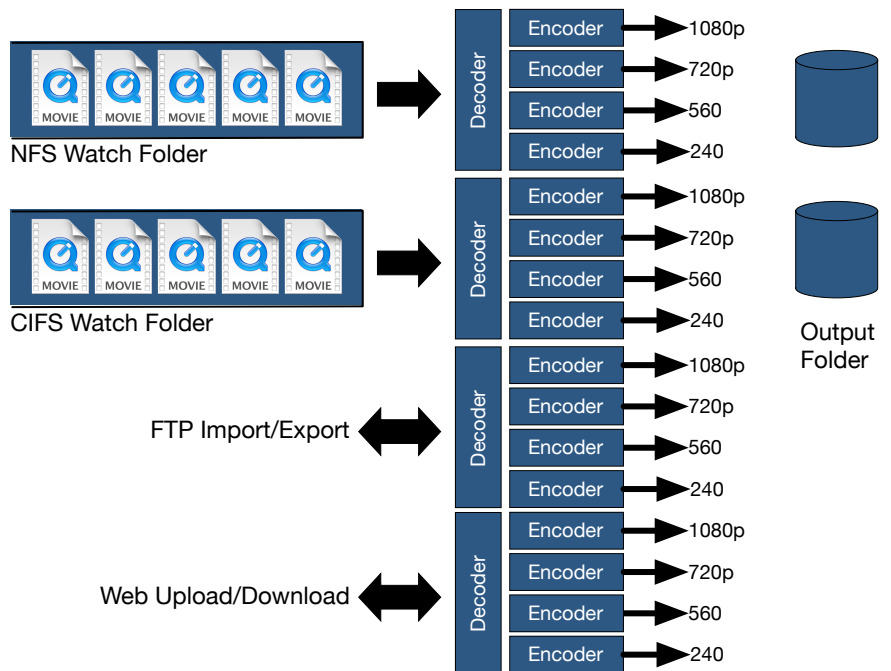 MOVIE MOVIE MOVIE MOVIE MOVIE
NFS Watch Folder
Decoder
Encoder 1080p
Encoder 720p
Encoder 560
Encoder 240
MOVIE MOVIE MOVIE MOVIE MOVIE
CIFS Watch Folder
Decoder
Encoder 1080p
Encoder 720p
Encoder 560
Encoder 240
Output
Folder
FTP Import/Export
Decoder
Encoder 1080p
Encoder 720p
Encoder 560
Encoder 240
Web Upload/Download
Decoder
Encoder 1080p
Encoder 720p
Encoder 560
Encoder 240